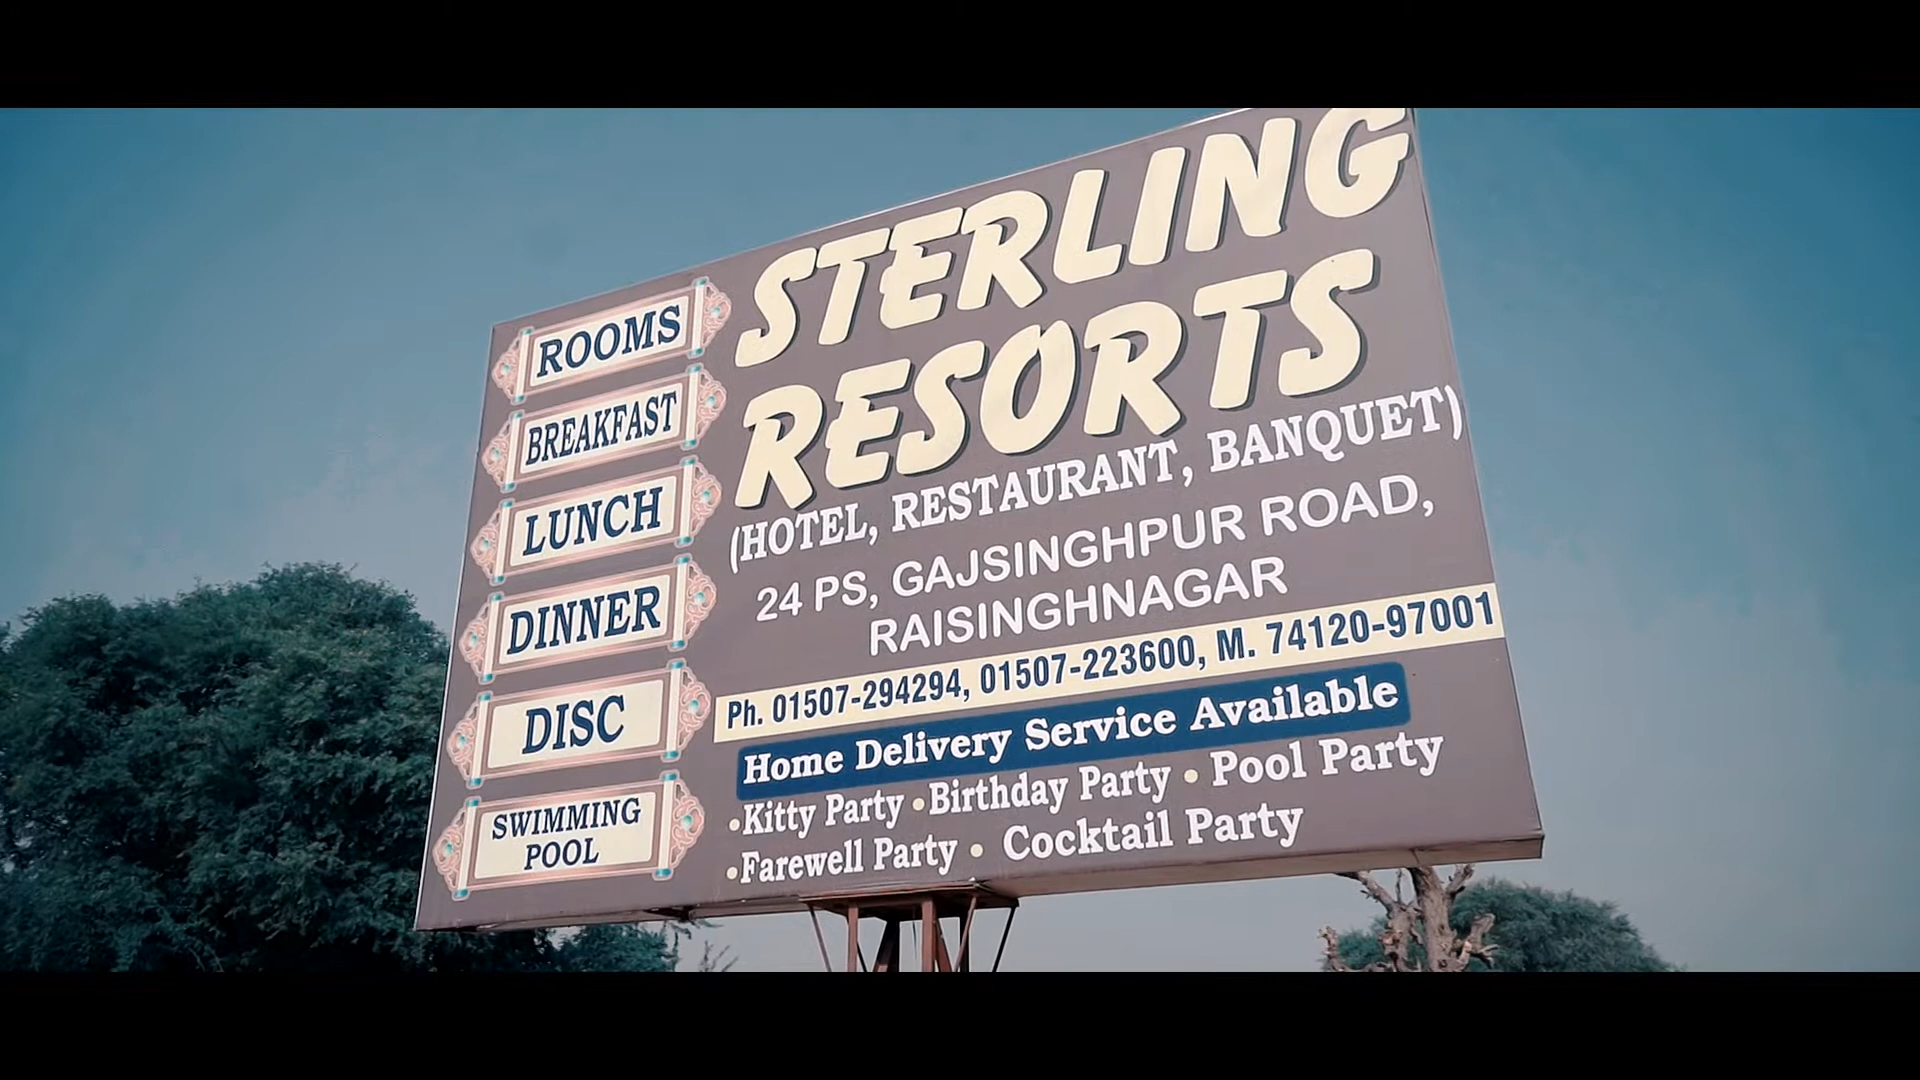 ROOMS
BREAKFAST
LUNCH
DINNER
DISC
SWIMMING
POOL
STERLING
RESORTS
(HOTEL, RESTAURANT, BANQUET)
24 PS, GAJSINGHPUR ROAD,
RAISINGHNAGAR
Ph. 01507-294294, 01507-223600, M. 74120-97001
Home Delivery Service Available
•Kitty Party •Birthday Party • Pool Party
•Farewell Party • Cocktail Party